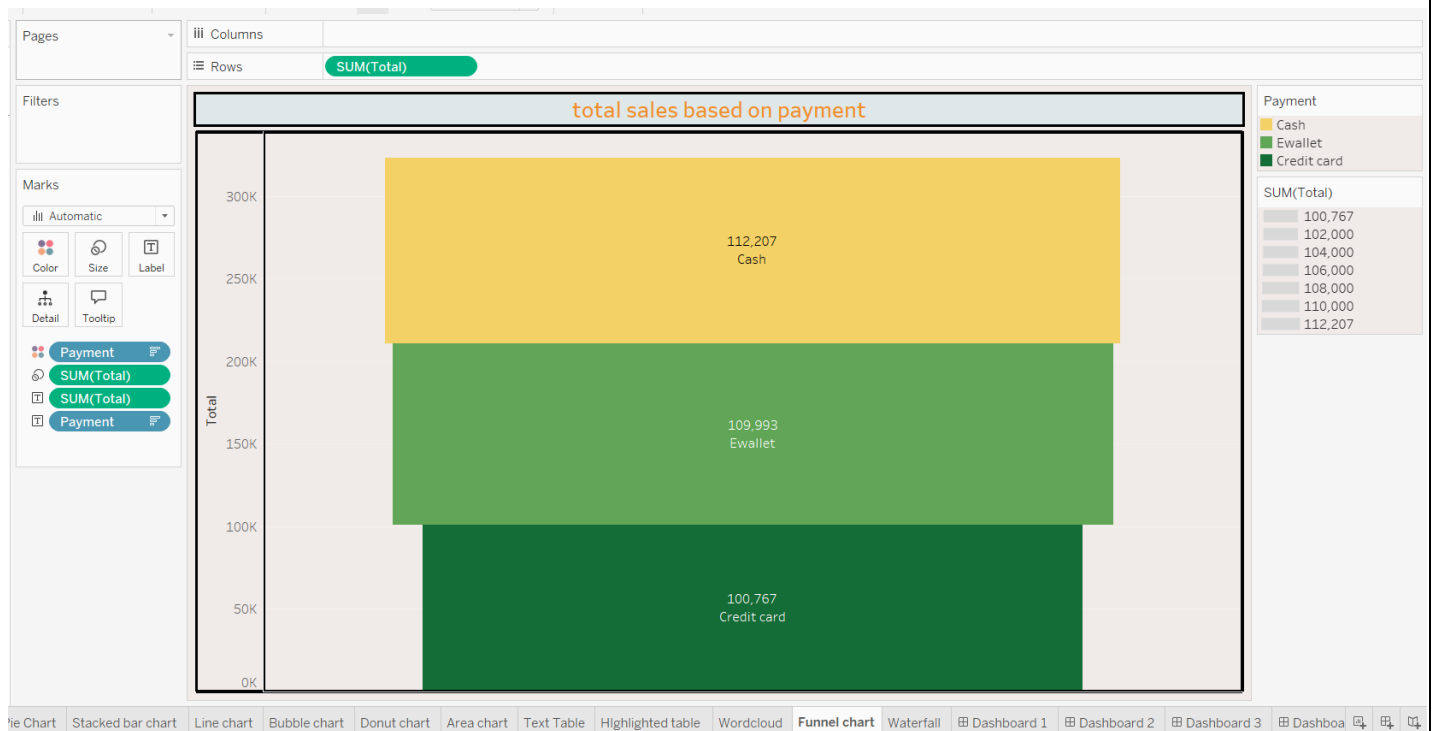 Pages
Columns
Rows
SUM(Total)
Filters
Marks
Automatic
Color
Size
Label
Detail
Tooltip
Payment
SUM(Total)
SUM(Total)
Payment
total sales based on payment
Total
300K
250K
200K
150K
100K
50K
0K
112,207
Cash
109,993
Ewallet
100,767
Credit card
Payment
Cash
Ewallet
Credit card
SUM(Total)
100,767
102,000
104,000
106,000
108,000
110,000
112,207
Pie Chart Stacked bar chart Line chart Bubble chart Donut chart Area chart Text Table HIghlighted table Wordcloud Funnel chart Waterfall Dashboard 1 Dashboard 2 Dashboard 3 Dashboa